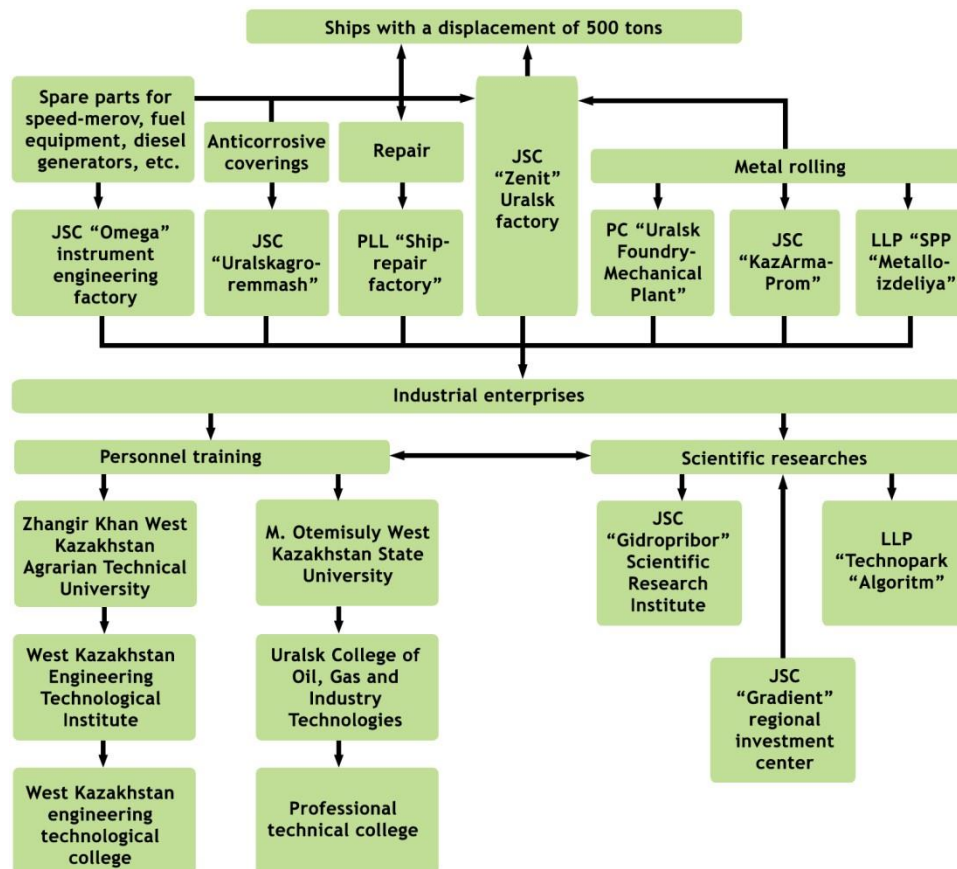 Ships with a displacement of 500 tons
Spare parts for
speed-merov, fuel
equipment, diesel
generators, etc.
Anticorrosive
coverings
Repair
JSC
“Zenit”
Uralsk
factory
Metal rolling
JSC “Omega”
instrument
engineering
factory
JSC
“Uralskagro-
remmash”
PLL “Ship-
repair
factory”
PC “Uralsk
Foundry-
Mechanical
Plant”
JSC
“KazArma-
Prom”
LLP “SPP
“Metallo-
izdeliya”
Industrial enterprises
Personnel training
Scientific researches
Zhangir Khan West
Kazakhstan
Agrarian Technical
University
M. Otemisuly West
Kazakhstan State
University
JSC
“Gidropribor”
Scientific
Research
Institute
LLP
“Technopark
“Algoritm”
West Kazakhstan
Engineering
Technological
Institute
Uralsk College of
Oil, Gas and
Industry
Technologies
JSC
“Gradient”
regional
investment
center
West Kazakhstan
engineering
technological
college
Professional
technical college